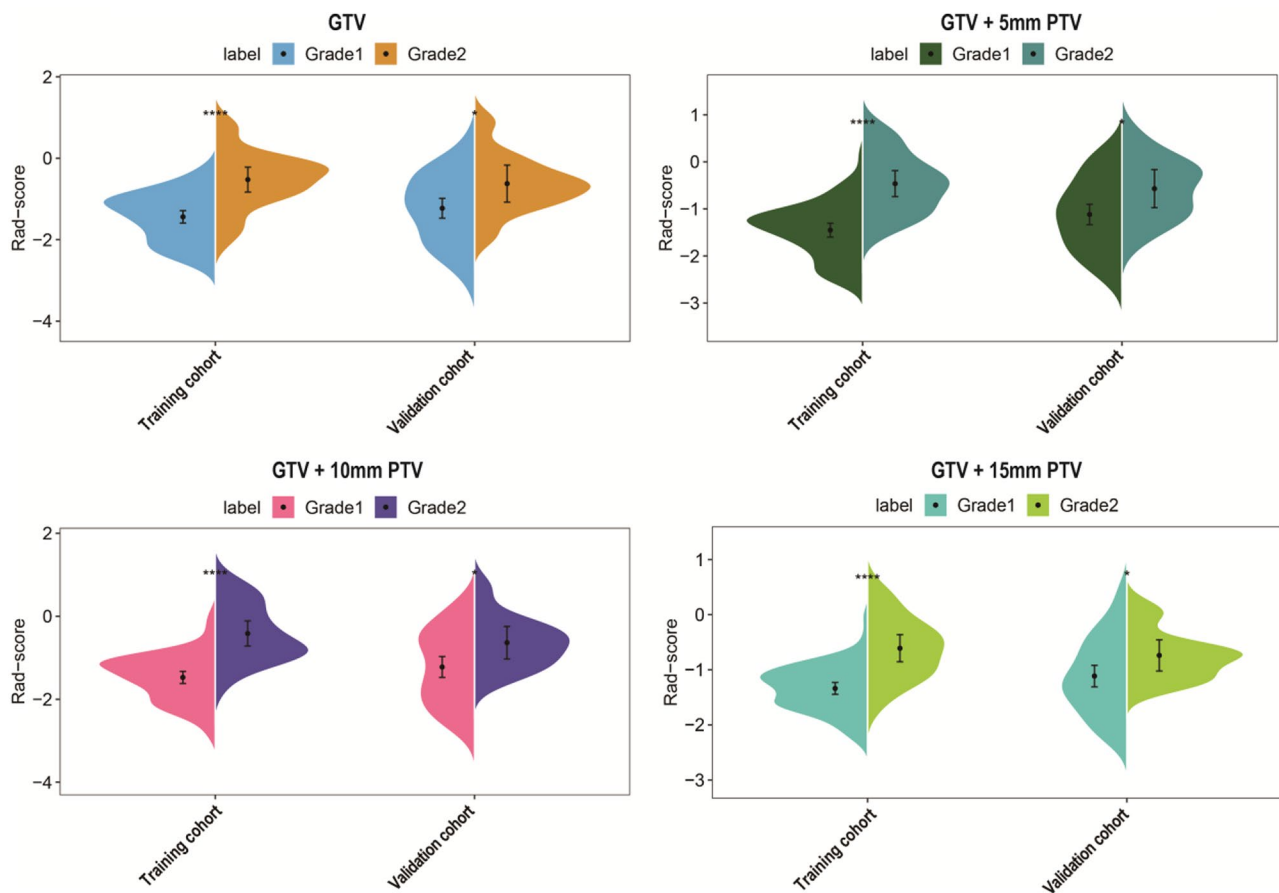 GTV
label Grade1 Grade2
Rad−score
2
0
−2
−4
****
*
Training cohort
Validation cohort
GTV + 5mm PTV
label Grade1 Grade2
Rad−score
1
0
−1
−2
−3
****
*
Training cohort
Validation cohort
GTV + 10mm PTV
label Grade1 Grade2
Rad−score
2
0
−2
−4
****
*
Training cohort
Validation cohort
GTV + 15mm PTV
label Grade1 Grade2
Rad−score
1
0
−1
−2
−3
****
*
Training cohort
Validation cohort